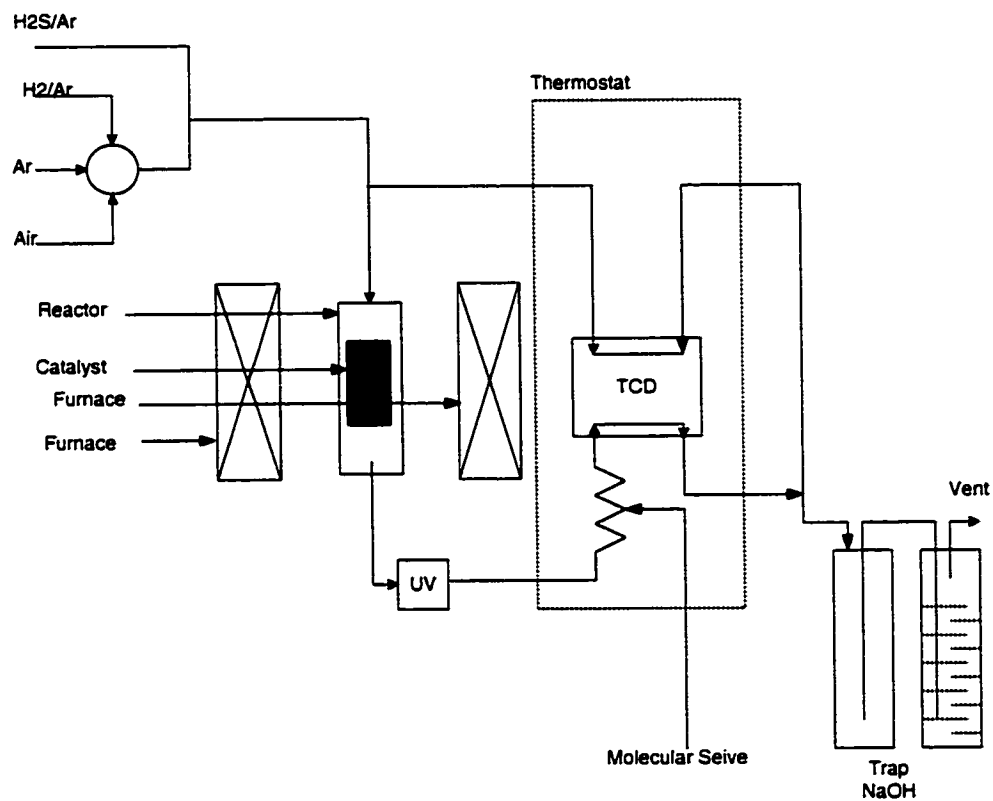 H2S/Ar
H2/Ar
Ar
Air
Thermostat
Reactor
Catalyst
Furnace
Furnace
TCD
UV
Vent
Molecular Seive
Trap
NaOH